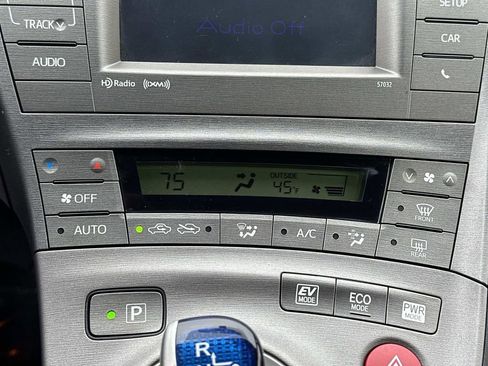 SETUP
Audio Off
TRACK
CAR
AUDIO
HD Radio ((XM))
57032
75 OUTSIDE 45°F
OFF
FRONT
AUTO
A/C
REAR
EV MODE
ECO MODE
PWR MODE
P
R